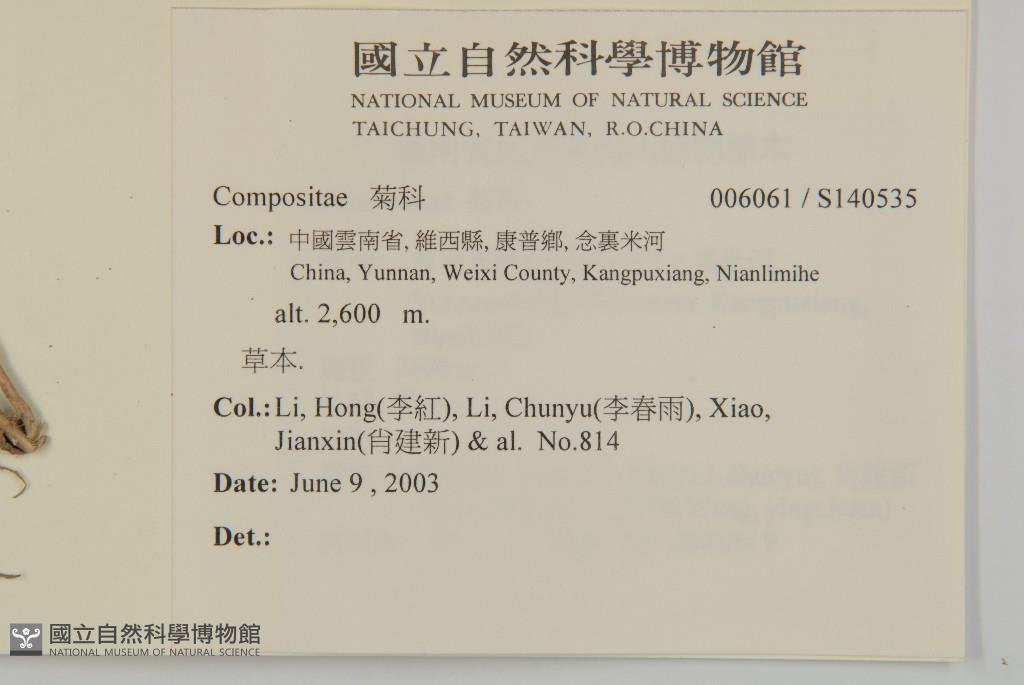 國立自然科學博物館
NATIONAL MUSEUM OF NATURAL SCIENCE
TAICHUNG, TAIWAN, R.O.CHINA
Compositae 菊科 006061 / S140535
Loc.: 中國雲南省, 維西縣, 康普鄉, 念裏米河
China, Yunnan, Weixi County, Kangpuxiang, Nianlimihe
alt. 2,600 m.
草本.
Col.: Li, Hong(李紅), Li, Chunyu(李春雨), Xiao,
Jianxin(肖建新) & al. No.814
Date: June 9 , 2003
Det.:
國立自然科學博物館
NATIONAL MUSEUM OF NATURAL SCIENCE